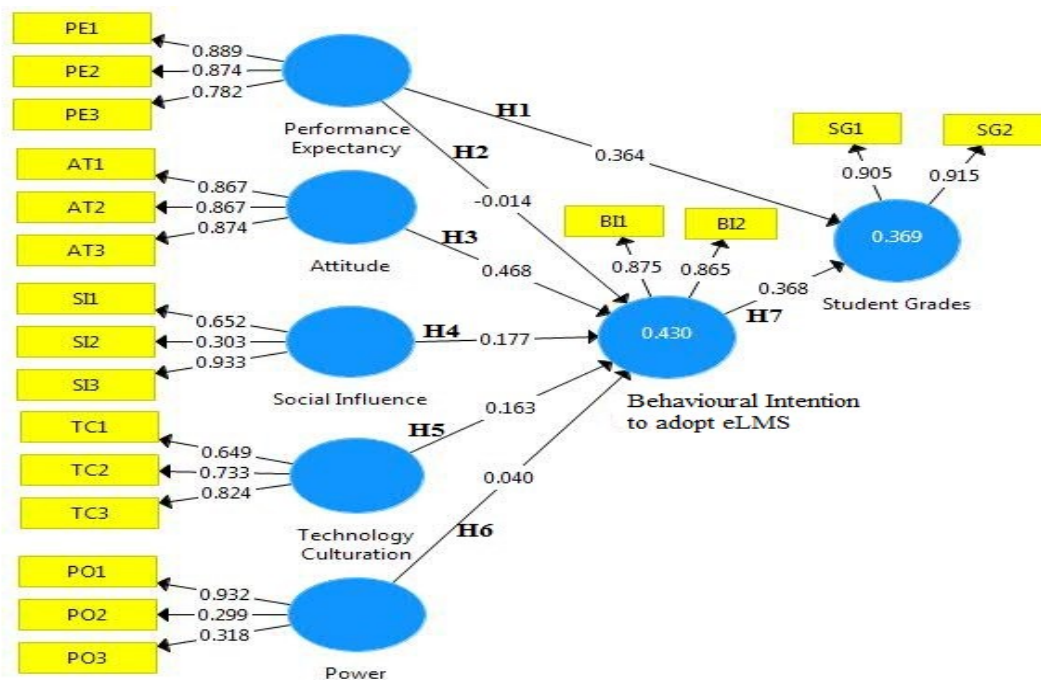 PE1
0.889
PE2
0.874
PE3
0.782
Performance
Expectancy
H1
0.364
H2
-0.014
AT1
0.867
AT2
0.867
AT3
0.874
Attitude
H3
0.468
SI1
0.652
SI2
0.303
SI3
0.933
Social Influence
H4
0.177
TC1
0.649
TC2
0.733
TC3
0.824
Technology
Culturation
H5
0.163
PO1
0.932
PO2
0.299
PO3
0.318
Power
H6
0.040
BI1
BI2
0.875
0.865
0.430
Behavioural Intention
to adopt eLMS
H7
0.368
SG1
SG2
0.905
0.915
0.369
Student Grades